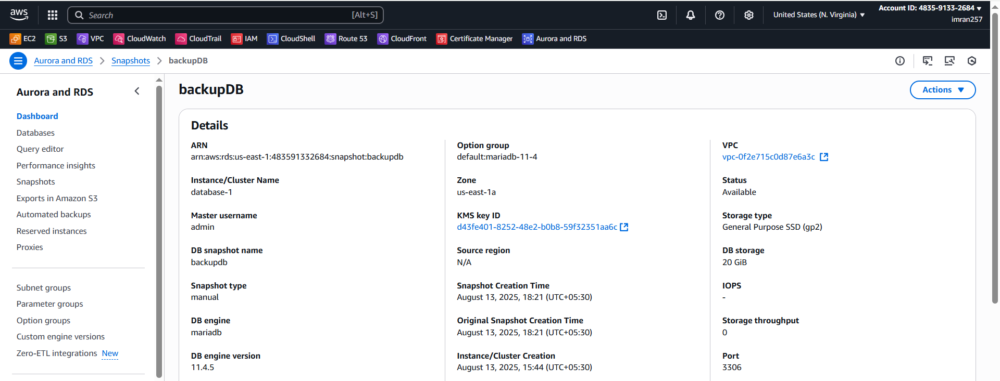 aws
Search [Alt+S]
United States (N. Virginia)
Account ID: 4835-9133-2684
imran257
EC2 S3 VPC CloudWatch CloudTrail IAM CloudShell Route 53 CloudFront Certificate Manager Aurora and RDS
Aurora and RDS > Snapshots > backupDB
Aurora and RDS
Dashboard
Databases
Query editor
Performance insights
Snapshots
Exports in Amazon S3
Automated backups
Reserved instances
Proxies
Subnet groups
Parameter groups
Option groups
Custom engine versions
Zero-ETL integrations New
backupDB
Actions
Details
ARN
arn:aws:rds:us-east-1:483591332684:snapshot:backupdb
Instance/Cluster Name
database-1
Master username
admin
DB snapshot name
backupdb
Snapshot type
manual
DB engine
mariadb
DB engine version
11.4.5
Option group
default:mariadb-11-4
Zone
us-east-1a
KMS key ID
d43fe401-8252-48e2-b0b8-59f32351aa6c
Source region
N/A
Snapshot Creation Time
August 13, 2025, 18:21 (UTC+05:30)
Original Snapshot Creation Time
August 13, 2025, 18:21 (UTC+05:30)
Instance/Cluster Creation
August 13, 2025, 15:44 (UTC+05:30)
VPC
vpc-0f2e715c0d87e6a3c
Status
Available
Storage type
General Purpose SSD (gp2)
DB storage
20 GiB
IOPS
-
Storage throughput
0
Port
3306